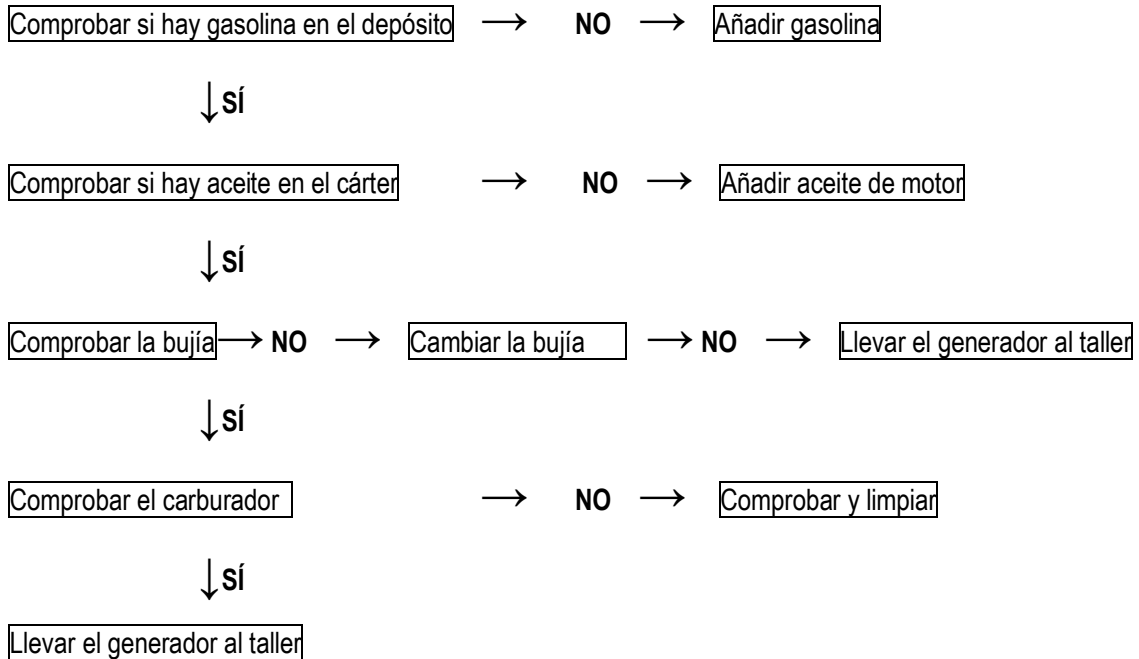 Comprobar si hay gasolina en el depósito → NO → Añadir gasolina
↓ SÍ
Comprobar si hay aceite en el cárter → NO → Añadir aceite de motor
↓ SÍ
Comprobar la bujía → NO → Cambiar la bujía → NO → Llevar el generador al taller
↓ SÍ
Comprobar el carburador → NO → Comprobar y limpiar
↓ SÍ
Llevar el generador al taller